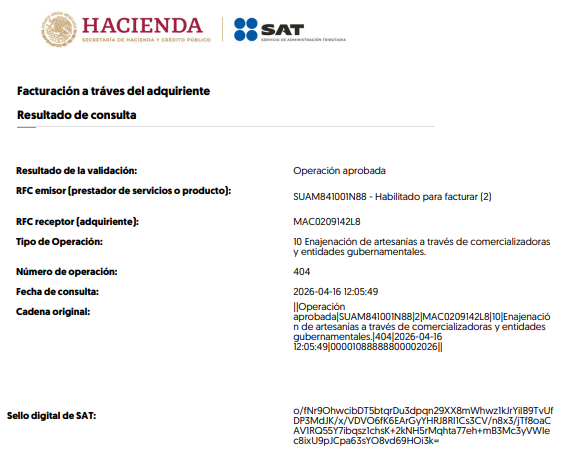 HACIENDA
SECRETARÍA DE HACIENDA Y CRÉDITO PÚBLICO
SAT
SERVICIO DE ADMINISTRACIÓN TRIBUTARIA
Facturación a tráves del adquiriente
Resultado de consulta
Resultado de la validación: Operación aprobada
RFC emisor (prestador de servicios o producto): SUAM841001N88 - Habilitado para facturar (2)
RFC receptor (adquiriente): MAC0209142L8
Tipo de Operación: 10 Enajenación de artesanías a través de comercializadoras
y entidades gubernamentales.
Número de operación: 404
Fecha de consulta: 2026-04-16 12:05:49
Cadena original: ||Operación
aprobada|SUAM841001N88|2|MAC0209142L8|10|Enajenació
n de artesanías a través de comercializadoras y entidades
gubernamentales.|404|2026-04-16
12:05:49|00001088888800002026||
Sello digital de SAT: o/fNr9OhwcibDT5btqrDu3dpqn29XX8mWhwz1kJrYilB9TvUf
DP3MdJK/x/VDVO6fK6EArGyYHRJ8RI1Cs3CV/n8x3/jTf8oaC
AV1RQ55Y7ibqsz1chsK+2kNH5rMqhta77eh+mB3Mc3yVWle
c8ixU9pJCpa63sYO8vd69HOi3k=